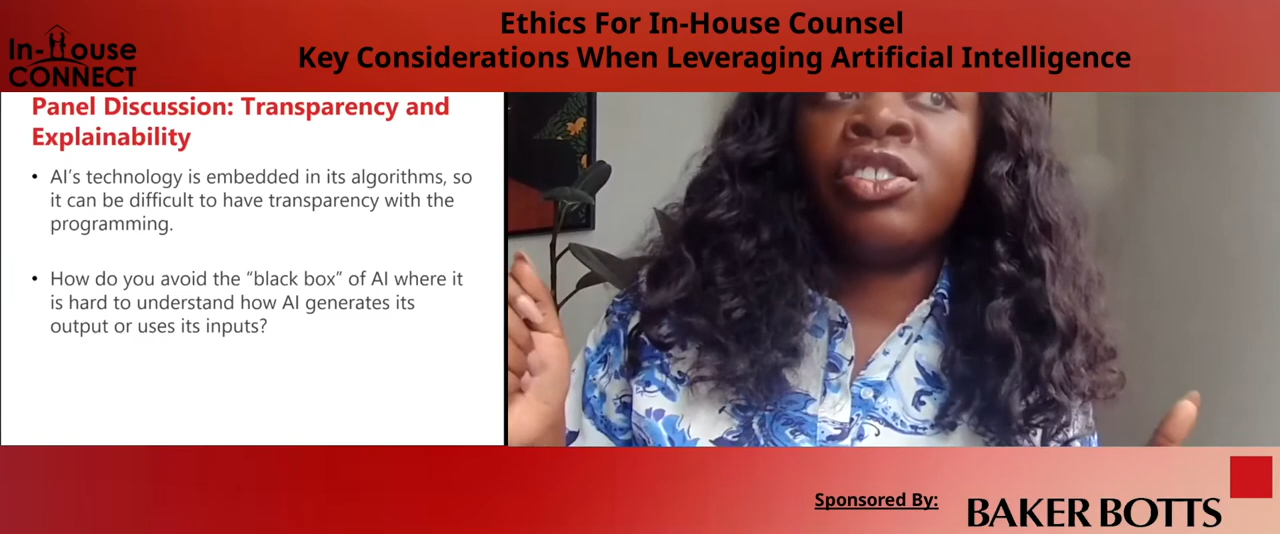 Ethics For In-House Counsel
Key Considerations When Leveraging Artificial Intelligence
In-House
CONNECT
Panel Discussion: Transparency and
Explainability
• AI’s technology is embedded in its algorithms, so
it can be difficult to have transparency with the
programming.
• How do you avoid the “black box” of AI where it
is hard to understand how AI generates its
output or uses its inputs?
Sponsored By:
BAKER BOTTS